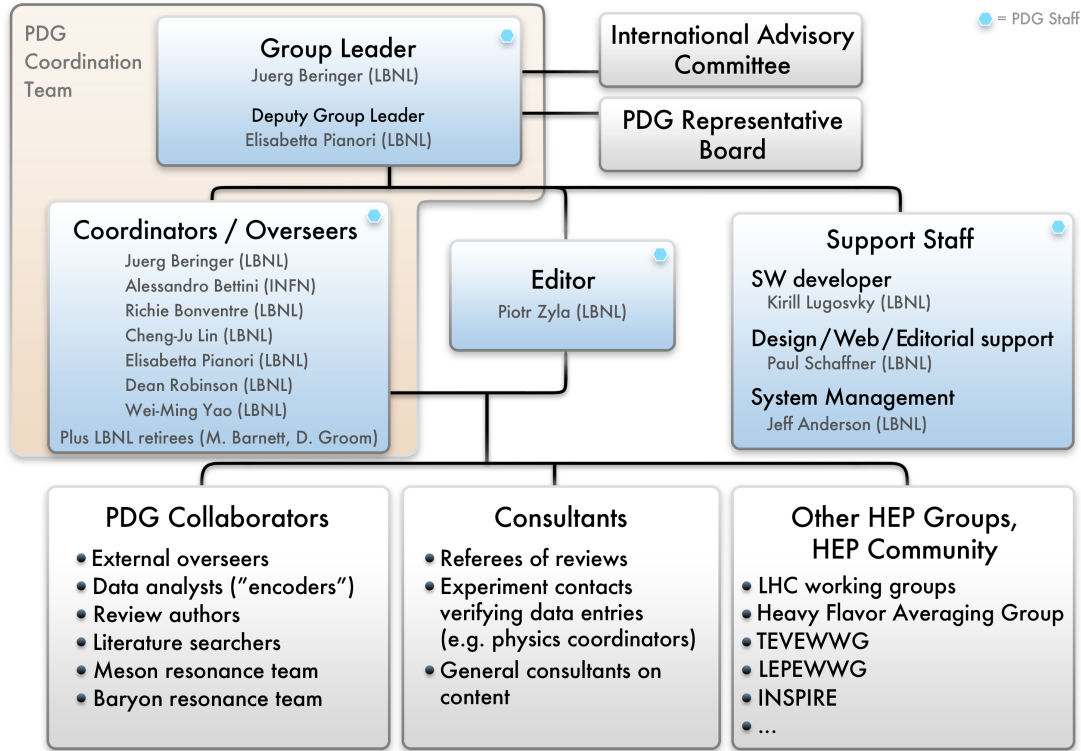 PDG
Coordination
Team
Group Leader
Juerg Beringer (LBNL)
Deputy Group Leader
Elisabetta Pianori (LBNL)
International Advisory
Committee
PDG Representative
Board
= PDG Staff
Coordinators / Overseers
Juerg Beringer (LBNL)
Alessandro Bettini (INFN)
Richie Bonventre (LBNL)
Cheng-Ju Lin (LBNL)
Elisabetta Pianori (LBNL)
Dean Robinson (LBNL)
Wei-Ming Yao (LBNL)
Plus LBNL retirees (M. Barnett, D. Groom)
Editor
Piotr Zyla (LBNL)
Support Staff
SW developer
Kirill Lugosvky (LBNL)
Design/Web/Editorial support
Paul Schaffner (LBNL)
System Management
Jeff Anderson (LBNL)
PDG Collaborators
• External overseers
• Data analysts (”encoders”)
• Review authors
• Literature searchers
• Meson resonance team
• Baryon resonance team
Consultants
• Referees of reviews
• Experiment contacts
verifying data entries
(e.g. physics coordinators)
• General consultants on
content
Other HEP Groups,
HEP Community
• LHC working groups
• Heavy Flavor Averaging Group
• TEVEWWG
• LEPEWWG
• INSPIRE
• ...